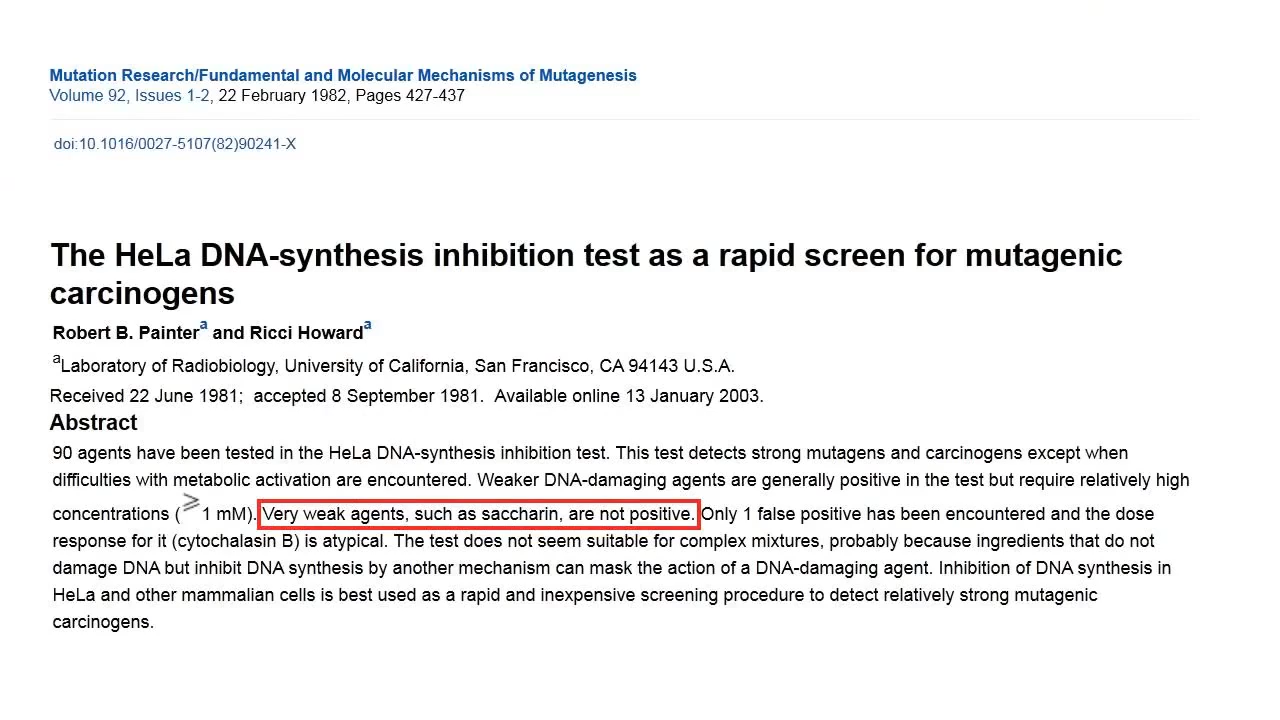 Mutation Research/Fundamental and Molecular Mechanisms of Mutagenesis
Volume 92, Issues 1-2, 22 February 1982, Pages 427-437
doi:10.1016/0027-5107(82)90241-X
The HeLa DNA-synthesis inhibition test as a rapid screen for mutagenic
carcinogens
Robert B. Painterª and Ricci Howardª
ªLaboratory of Radiobiology, University of California, San Francisco, CA 94143 U.S.A.
Received 22 June 1981;  accepted 8 September 1981.  Available online 13 January 2003.
Abstract
90 agents have been tested in the HeLa DNA-synthesis inhibition test. This test detects strong mutagens and carcinogens except when
difficulties with metabolic activation are encountered. Weaker DNA-damaging agents are generally positive in the test but require relatively high
concentrations (⩾1 mM). Very weak agents, such as saccharin, are not positive. Only 1 false positive has been encountered and the dose
response for it (cytochalasin B) is atypical. The test does not seem suitable for complex mixtures, probably because ingredients that do not
damage DNA but inhibit DNA synthesis by another mechanism can mask the action of a DNA-damaging agent. Inhibition of DNA synthesis in
HeLa and other mammalian cells is best used as a rapid and inexpensive screening procedure to detect relatively strong mutagenic
carcinogens.